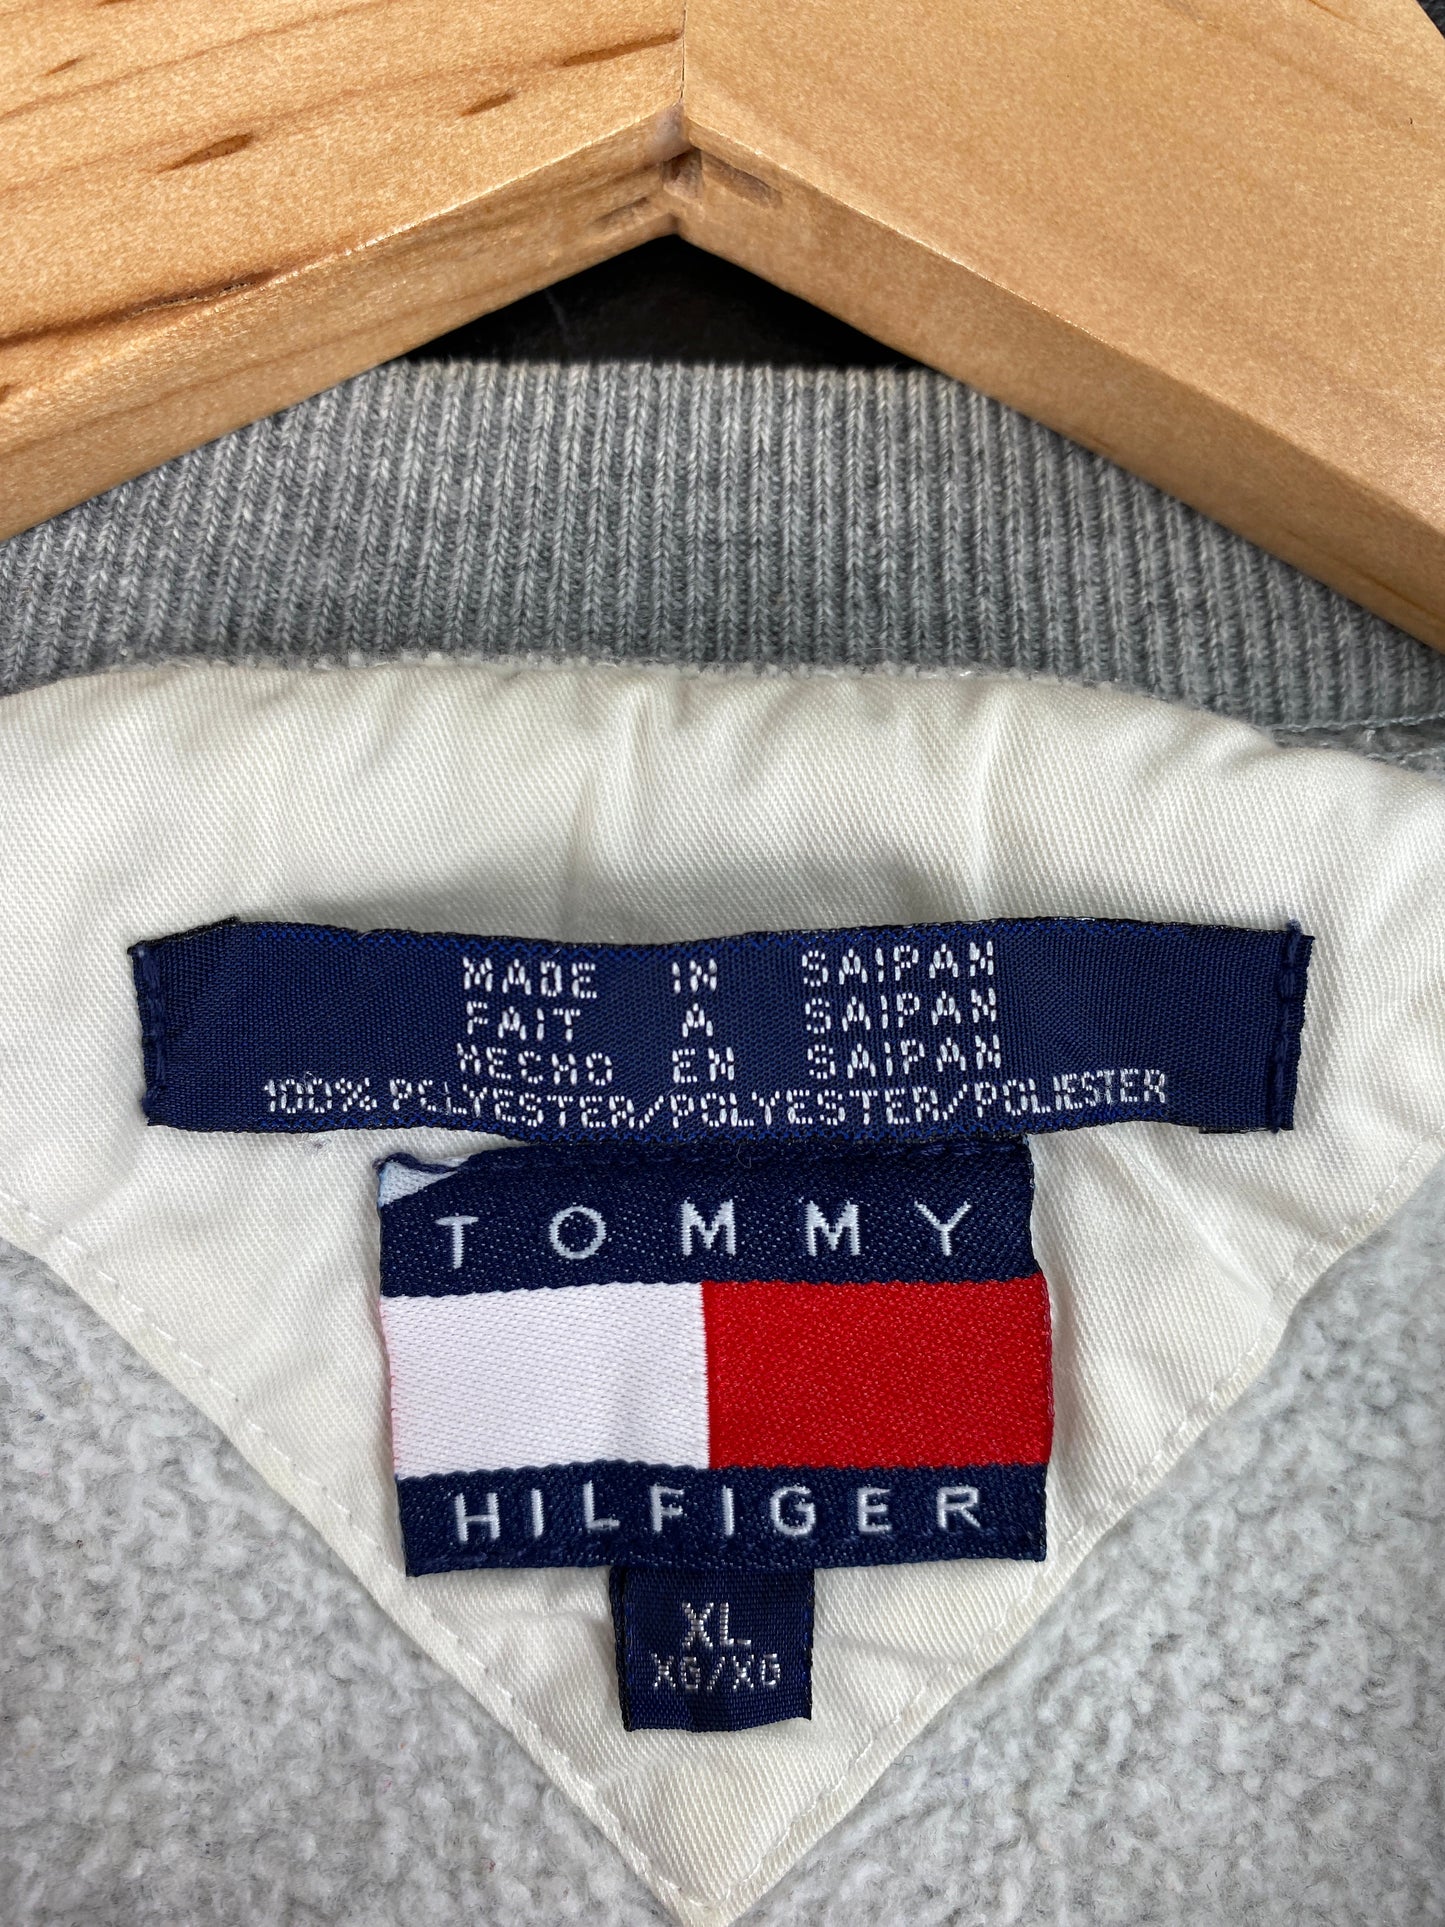 MADE IN SAIPAN
FAIT A SAIPAN
HECHO EN SAIPAN
100% POLYESTER/POLYESTER/POLIESTER
TOMMY
HILFIGER
XL
XG/XG